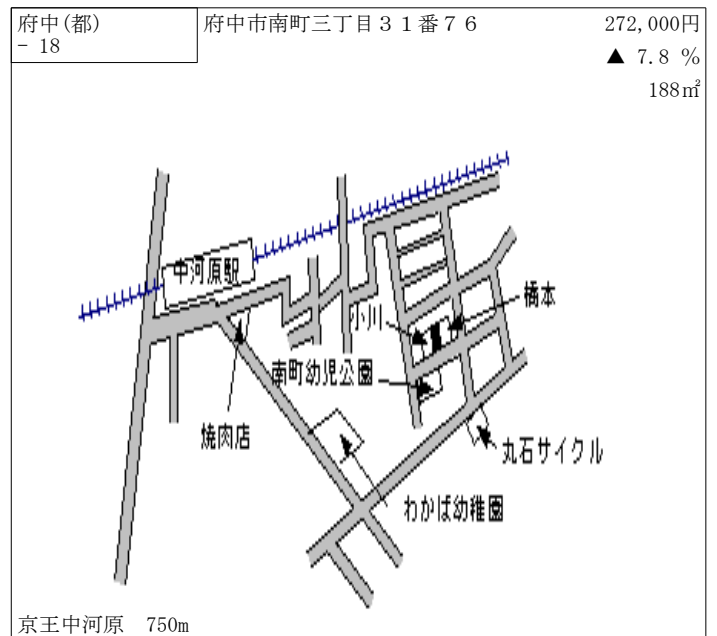 府中(都)
- 18
府中市南町三丁目３１番７６
272,000円
▲ 7.8 %
188㎡
中河原駅
橋本
小川
南町幼児公園
焼肉店
丸石サイクル
わかば幼稚園
京王中河原　750m